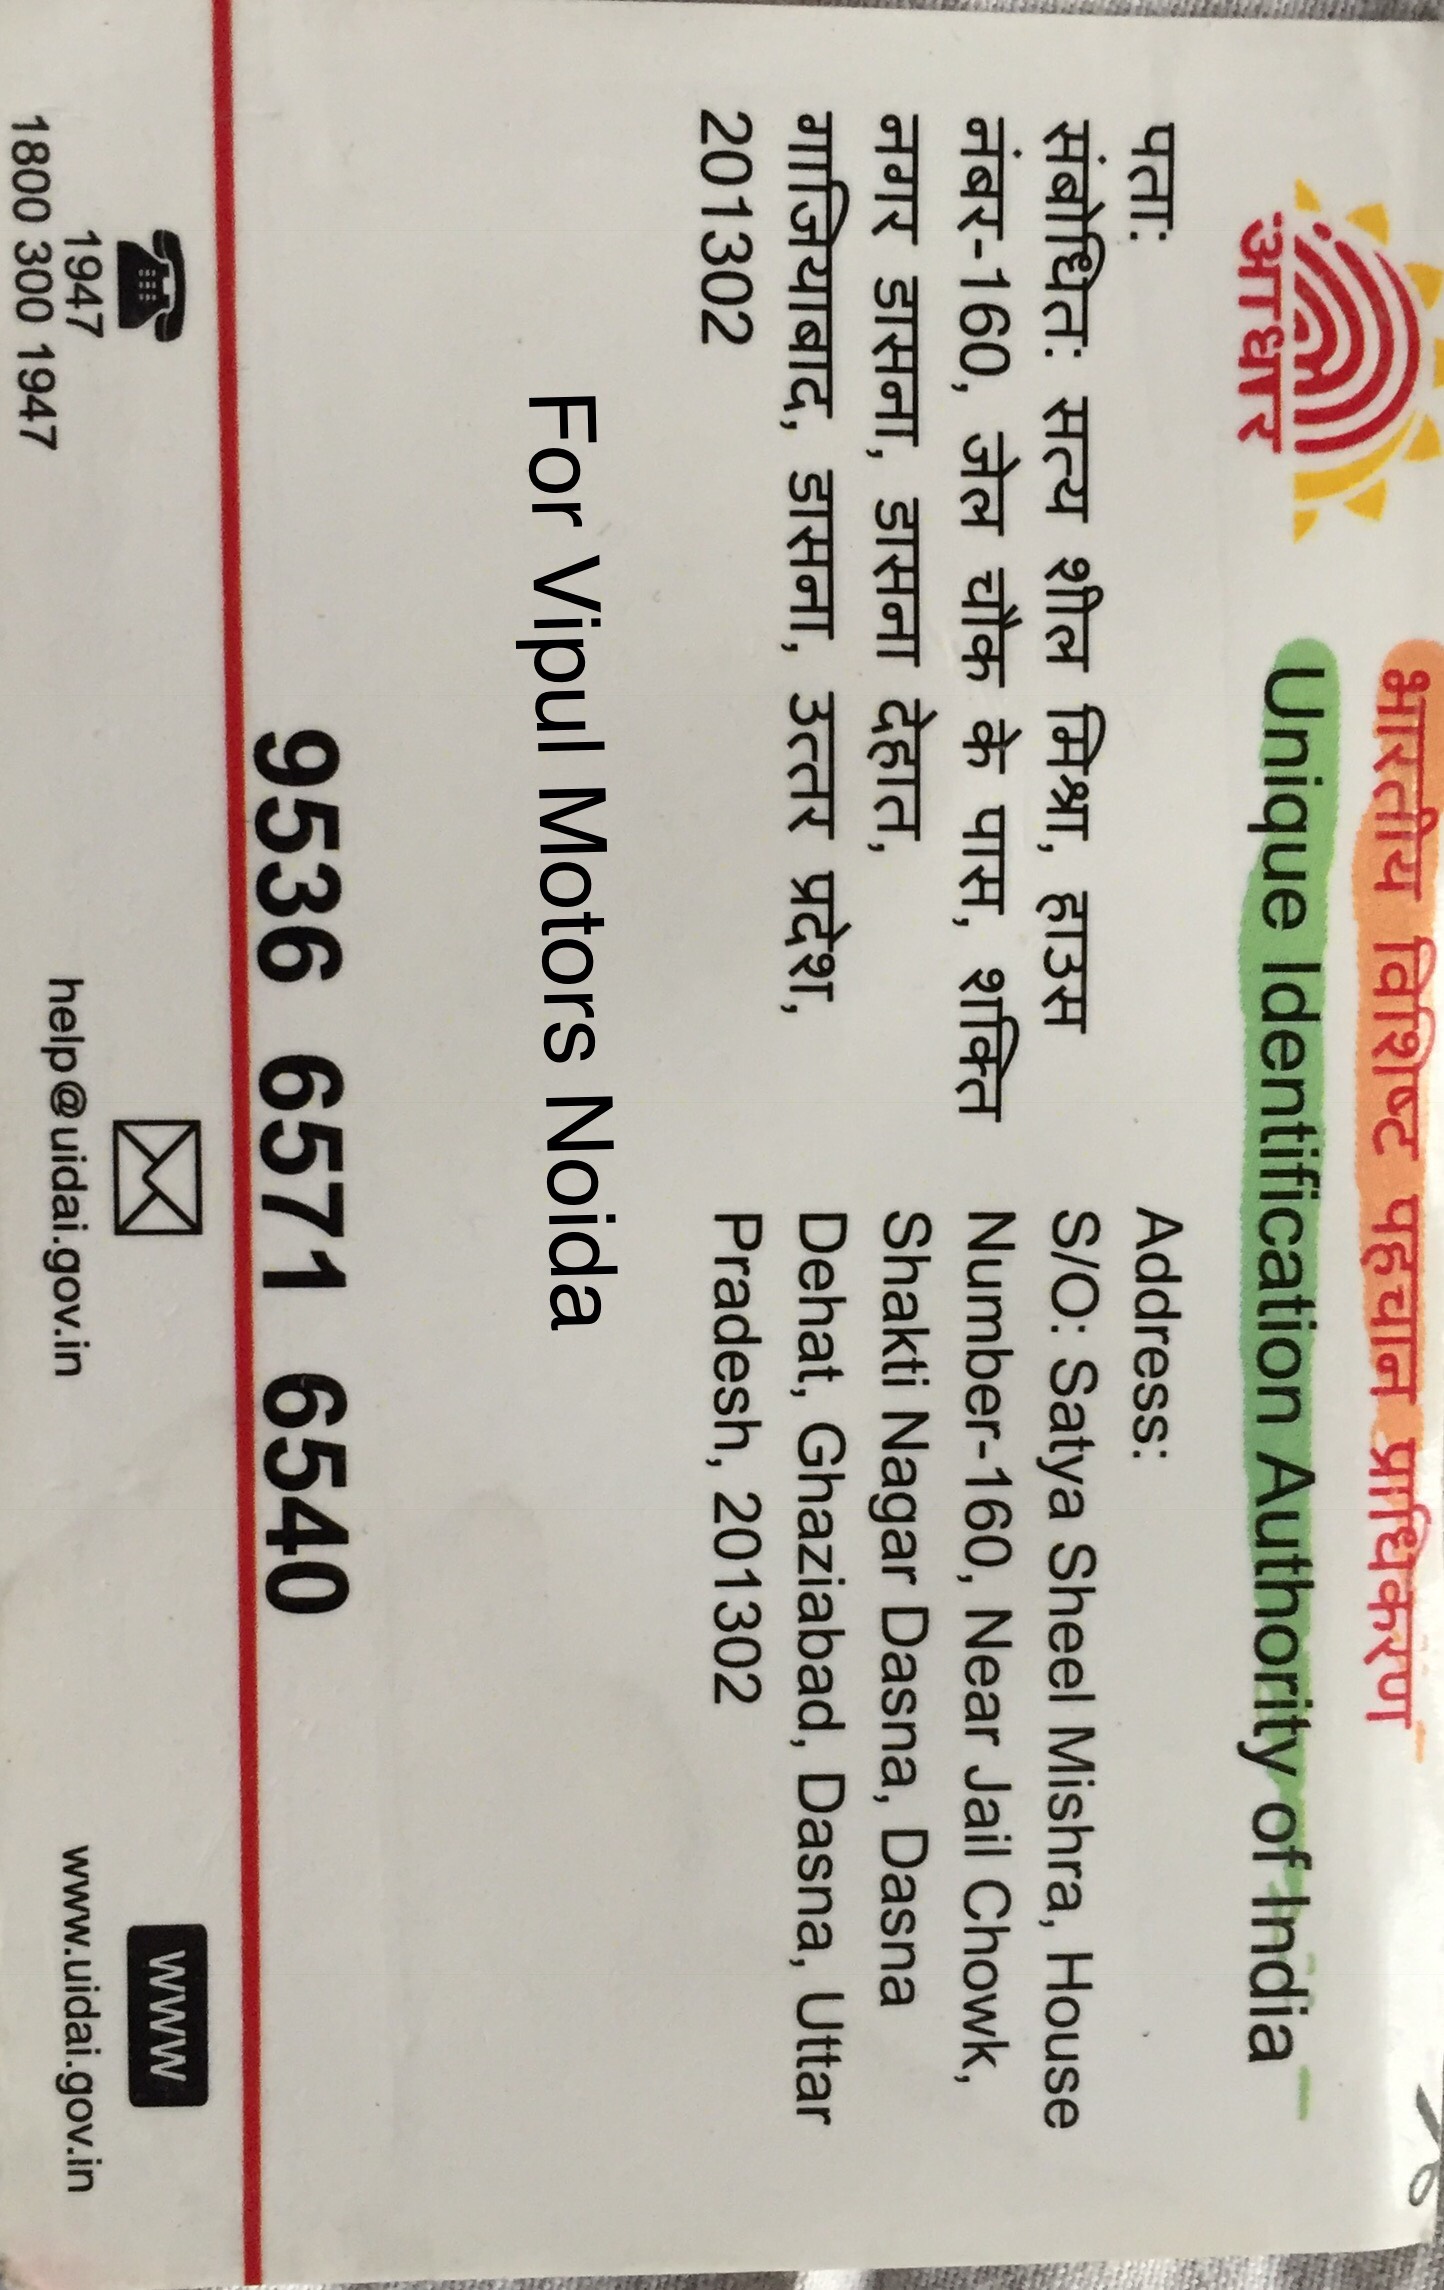 आधार
भारतीय विशिष्ट पहचान प्राधिकरण
Unique Identification Authority of India
पता:
संबोधित: सत्य शील मिश्रा, हाउस
नंबर-160, जेल चौक के पास, शक्ति
नगर डासना, डासना देहात,
गाजियाबाद, डासना, उत्तर प्रदेश,
201302
Address:
S/O: Satya Sheel Mishra, House
Number-160, Near Jail Chowk,
Shakti Nagar Dasna, Dasna
Dehat, Ghaziabad, Dasna, Uttar
Pradesh, 201302
For Vipul Motors Noida
9536 6571 6540
1947
1800 300 1947
help@uidai.gov.in
www
www.uidai.gov.in